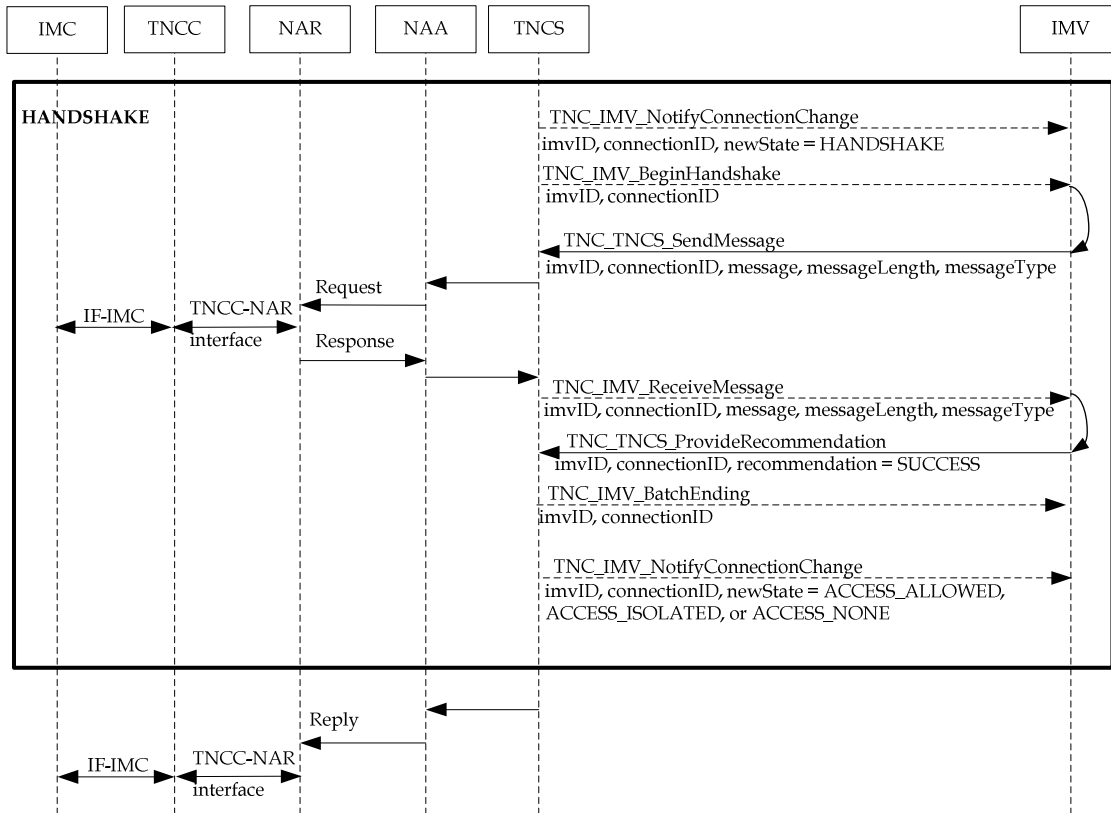 IMC
TNCC
NAR
NAA
TNCS
IMV
HANDSHAKE
TNC_IMV_NotifyConnectionChange
imvID, connectionID, newState = HANDSHAKE
TNC_IMV_BeginHandshake
imvID, connectionID
TNC_TNCS_SendMessage
imvID, connectionID, message, messageLength, messageType
Request
IF-IMC
TNCC-NAR
interface
Response
TNC_IMV_ReceiveMessage
imvID, connectionID, message, messageLength, messageType
TNC_TNCS_ProvideRecommendation
imvID, connectionID, recommendation = SUCCESS
TNC_IMV_BatchEnding
imvID, connectionID
TNC_IMV_NotifyConnectionChange
imvID, connectionID, newState = ACCESS_ALLOWED,
ACCESS_ISOLATED, or ACCESS_NONE
Reply
IF-IMC
TNCC-NAR
interface